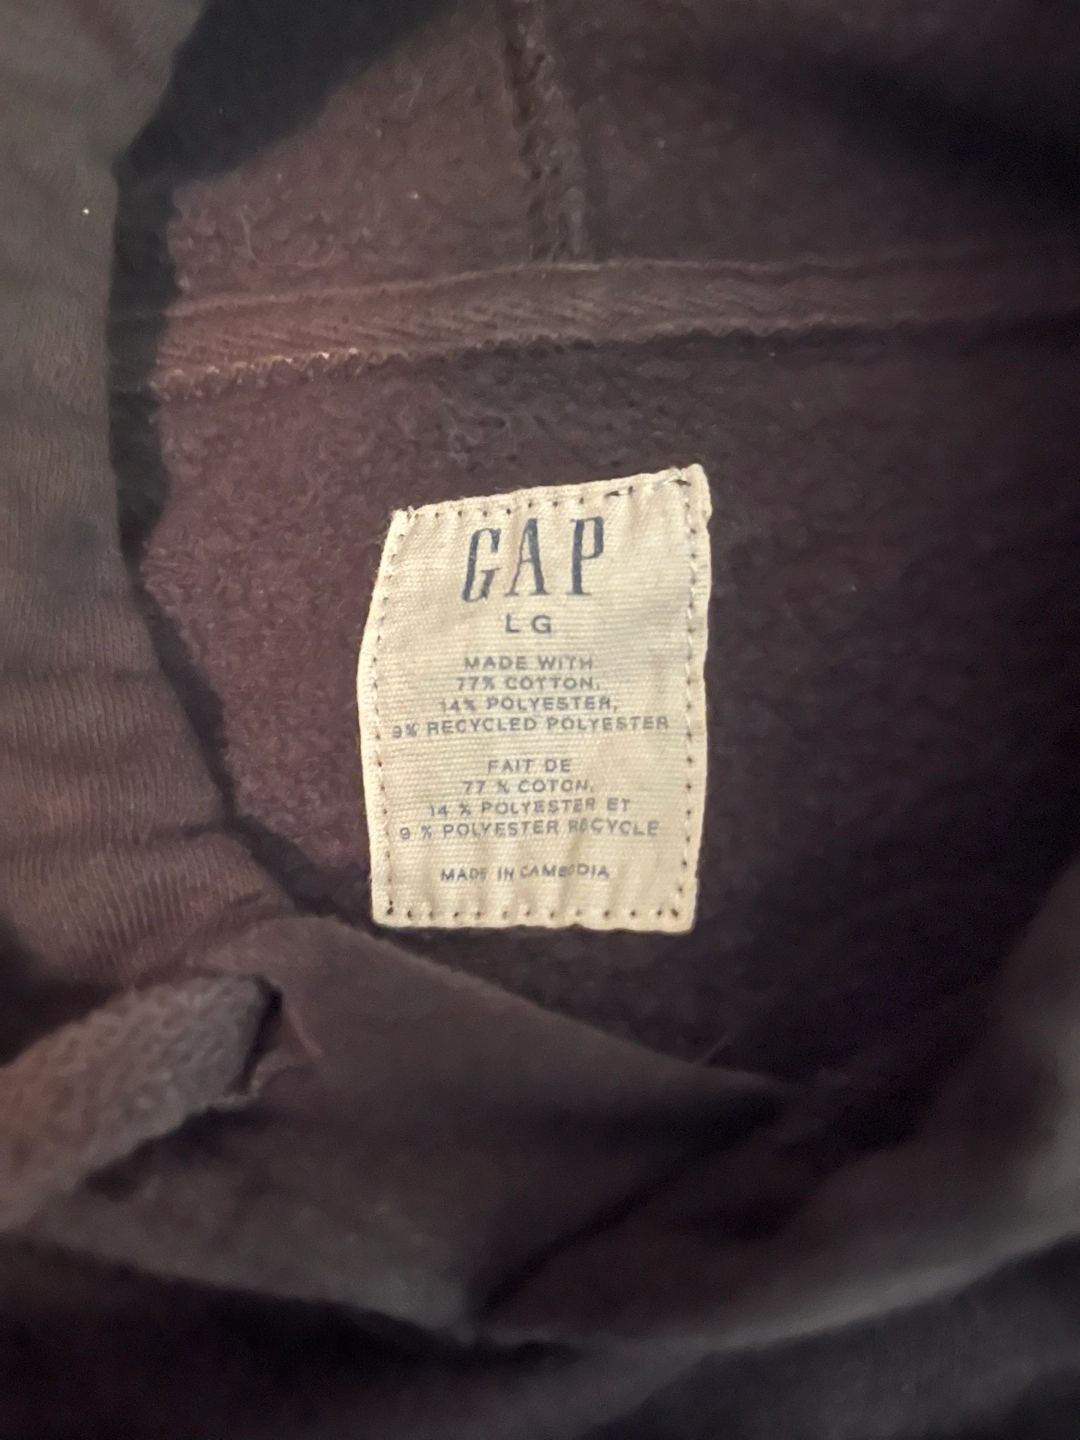 GAP
LG
MADE WITH
77% COTTON,
14% POLYESTER,
9% RECYCLED POLYESTER
FAIT DE
77 % COTON,
14 % POLYESTER ET
9 % POLYESTER RECYCLE
MADE IN CAMBODIA